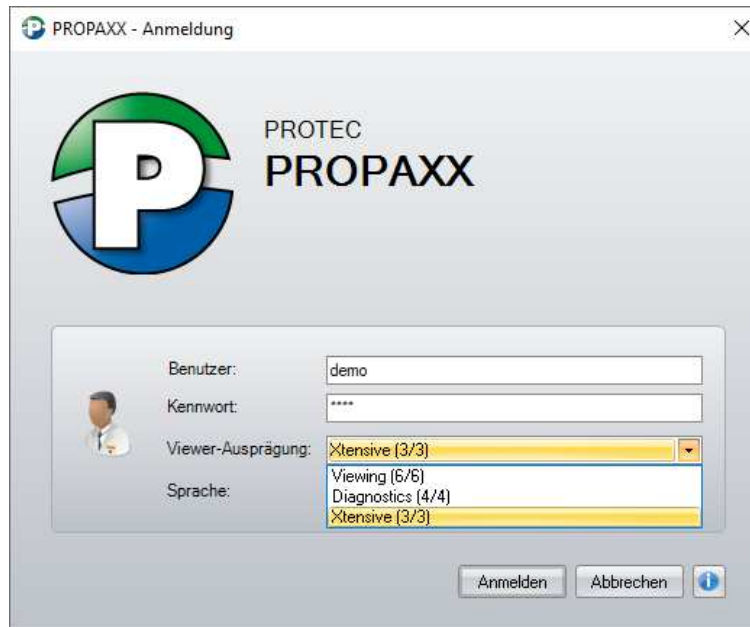 PROPAXX - Anmeldung
P
PROTEC
PROPAXX
Benutzer:
demo
Kennwort:
****
Viewer-Ausprägung:
Xtensive (3/3)
Sprache:
Viewing (6/6)
Diagnostics (4/4)
Xtensive (3/3)
Anmelden
Abbrechen